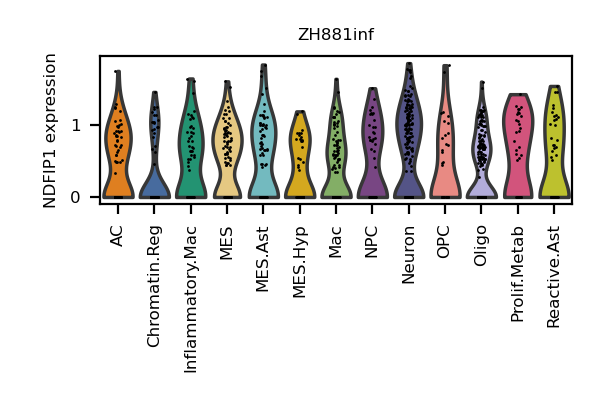 ZH881inf
NDFIP1 expression
1
0
AC
Chromatin.Reg
Inflammatory.Mac
MES
MES.Ast
MES.Hyp
Mac
NPC
Neuron
OPC
Oligo
Prolif.Metab
Reactive.Ast